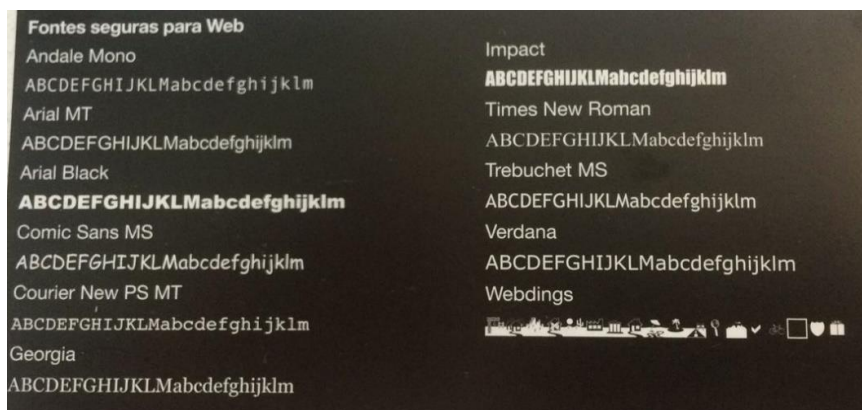 Fontes seguras para Web
Andale Mono
ABCDEFGHIJKLMabcdefghijklm
Arial MT
ABCDEFGHIJKLMabcdefghijklm
Arial Black
ABCDEFGHIJKLMabcdefghijklm
Comic Sans MS
ABCDEFGHIJKLMabcdefghijklm
Courier New PS MT
ABCDEFGHIJKLMabcdefghijklm
Georgia
ABCDEFGHIJKLMabcdefghijklm
Impact
ABCDEFGHIJKLMabcdefghijklm
Times New Roman
ABCDEFGHIJKLMabcdefghijklm
Trebuchet MS
ABCDEFGHIJKLMabcdefghijklm
Verdana
ABCDEFGHIJKLMabcdefghijklm
Webdings